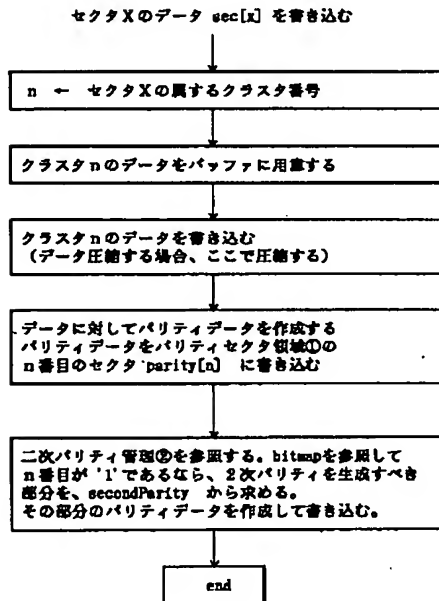 セクタXのデータ sec[x] を書き込む
n ← セクタXの属するクラスタ番号
クラスタnのデータをバッファに用意する
クラスタnのデータを書き込む
(データ圧縮する場合、ここで圧縮する)
データに対してパリティデータを作成する
パリティデータをパリティセクタ領域①の
n番目のセクタ parity[n] に書き込む
二次パリティ管理②を参照する。bitmapを参照して
n番目が '1' であるなら、2次パリティを生成すべき
部分を、secondParity から求める。
その部分のパリティデータを作成して書き込む。
end